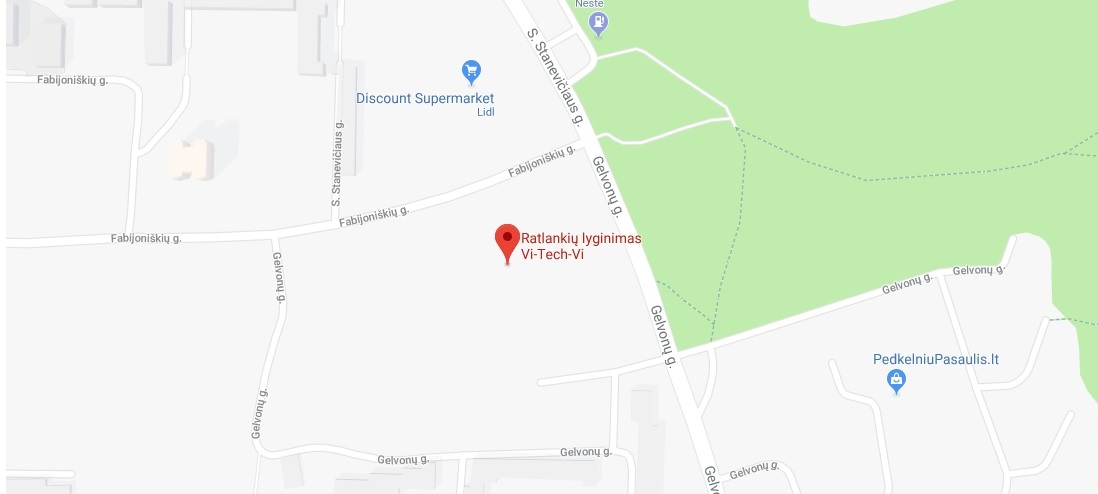 Neste
S. Stanevičiaus g.
Fabijoniškių g.
Discount Supermarket
Lidl
S. Stanevičiaus g.
Fabijoniškių g.
Gelvonų g.
Fabijoniškių g.
Fabijoniškių g.
Ratlankių lyginimas
Vi-Tech-Vi
Gelvonų g.
Gelvonų g.
Gelvonų g.
Gelvonų g.
PedkelniuPasaulis.lt
Gelvonų g.
Gelvonų g.
Gelvonų g.
Gelvonų g.